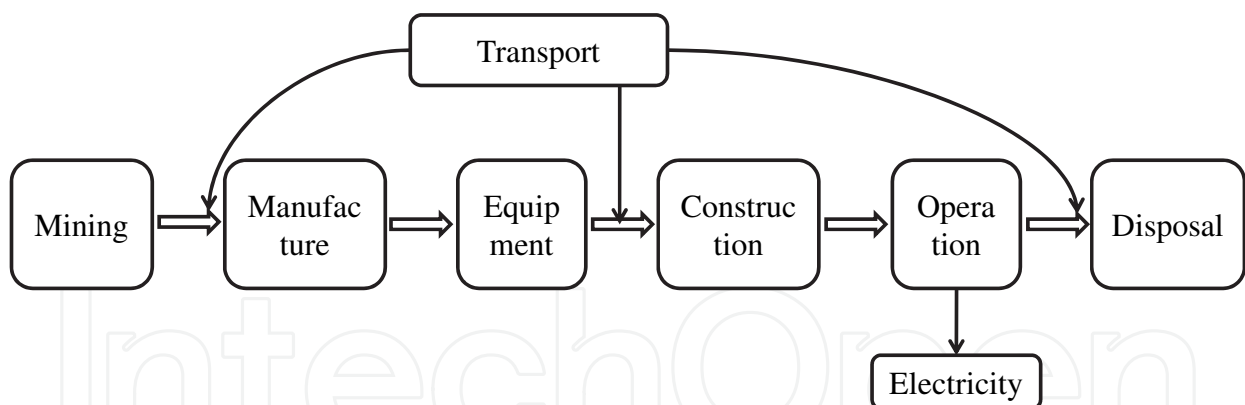 Transport
Mining
Manufac
ture
Equip
ment
Construc
tion
Opera
tion
Disposal
Electricity
IntechOpen